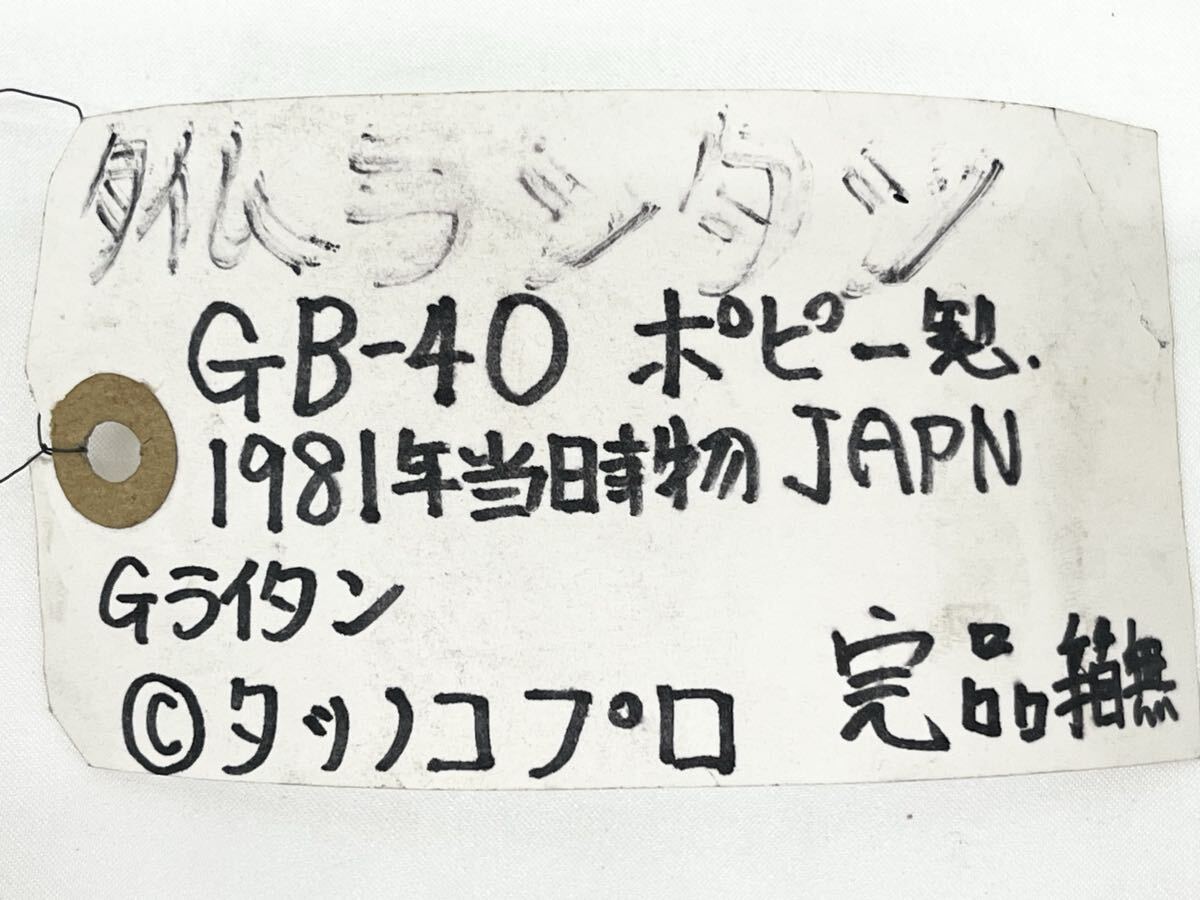 タイムランタン
GB-40 ポピー製.
1981年当時物 JAPN
Gライタン
完品箱無
©タツノコプロ